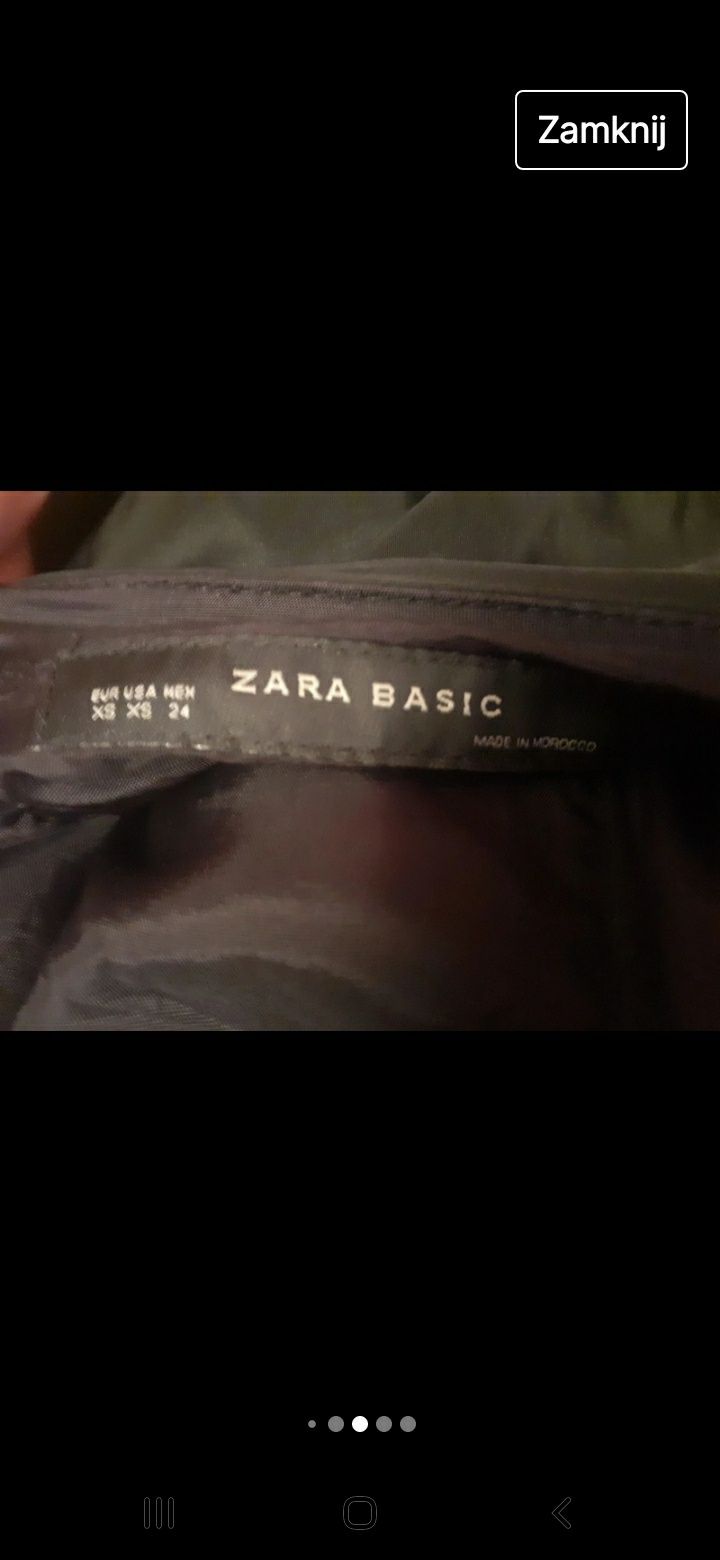 Zamknij
EUR USA MEX
XS XS 24
ZARA BASIC
MADE IN MOROCCO